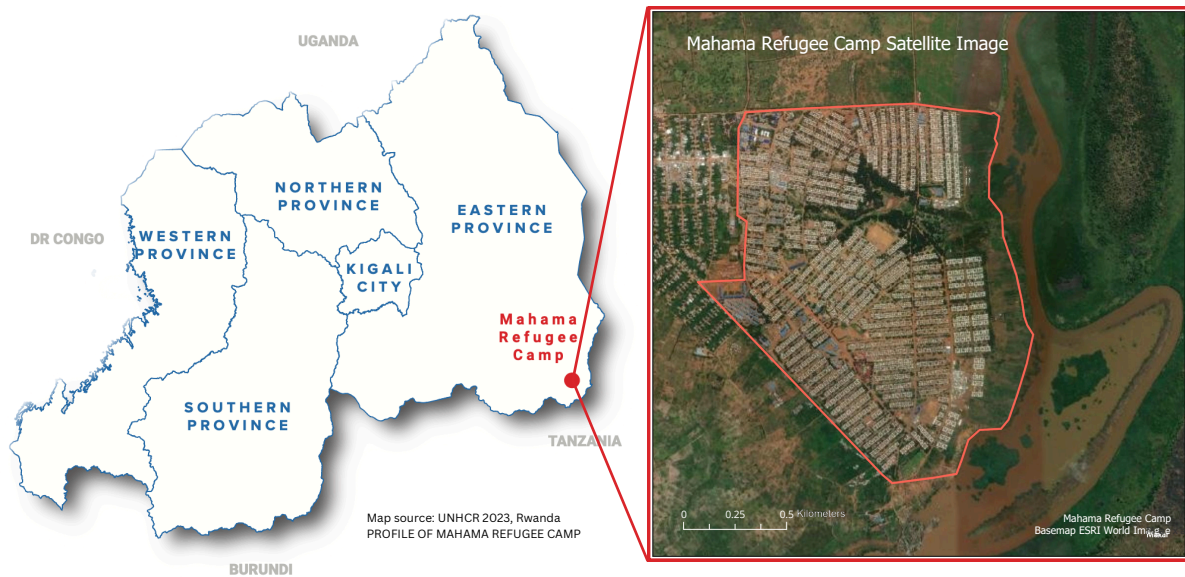 UGANDA
NORTHERN
PROVINCE
EASTERN
PROVINCE
DR CONGO
WESTERN
PROVINCE
KIGALI
CITY
Mahama
Refugee
Camp
SOUTHERN
PROVINCE
TANZANIA
Map source: UNHCR 2023, Rwanda
PROFILE OF MAHAMA REFUGEE CAMP
BURUNDI
Mahama Refugee Camp Satellite Image
0 0.25 0.5 Kilometers
Mahama Refugee Camp
Basemap ESRI World